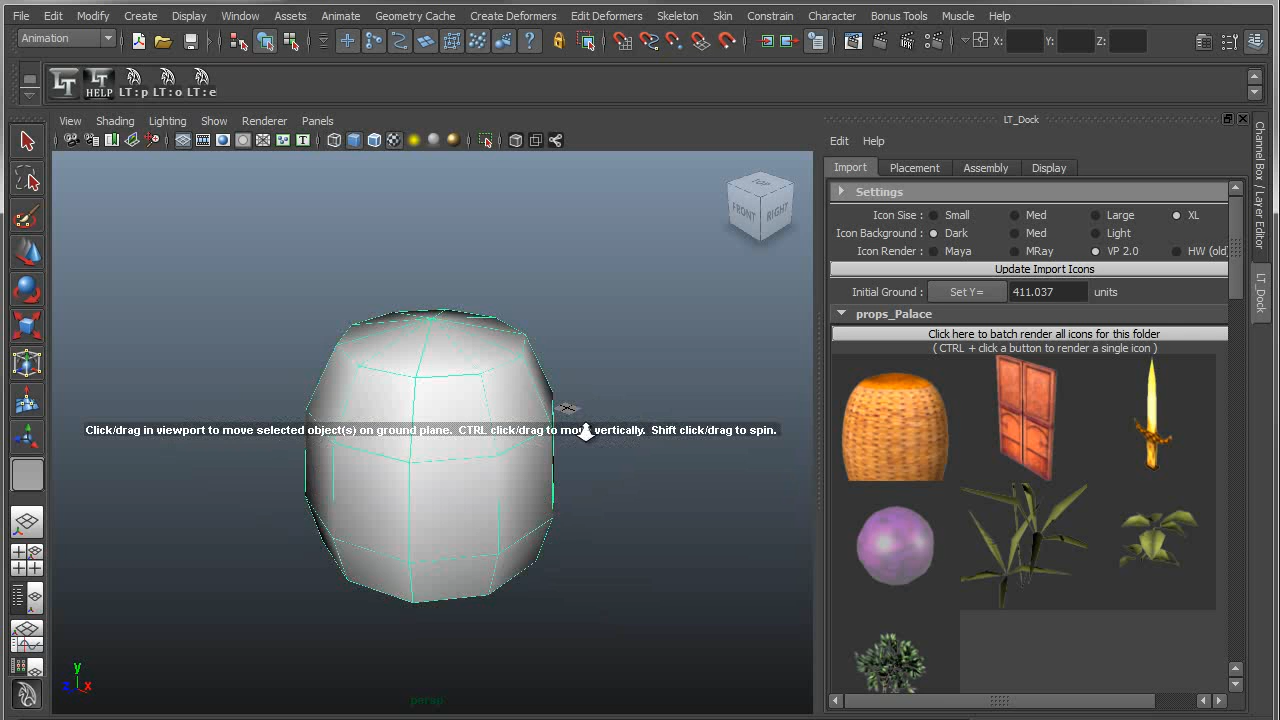 File Edit Modify Create Display Window Assets Animate Geometry Cache Create Deformers Edit Deformers Skeleton Skin Constrain Character Bonus Tools Muscle Help
Animation X: Y: Z:
LT LT HELP LT:p LT:o LT:e
View Shading Lighting Show Renderer Panels
LT_Dock
Edit Help
Import Placement Assembly Display
Settings
Icon Size : Small Med Large XL
Icon Background : Dark Med Light
Icon Render : Maya MRay VP 2.0 HW (old
Update Import Icons
Initial Ground : Set Y= 411.037 units
props_Palace
Click here to batch render all icons for this folder
( CTRL + click a button to render a single icon )
TOP
FRONT RIGHT
Click/drag in viewport to move selected object(s) on ground plane. CTRL click/drag to move vertically. Shift click/drag to spin.
y
z x
persp
Channel Box / Layer Editor
LT_Dock